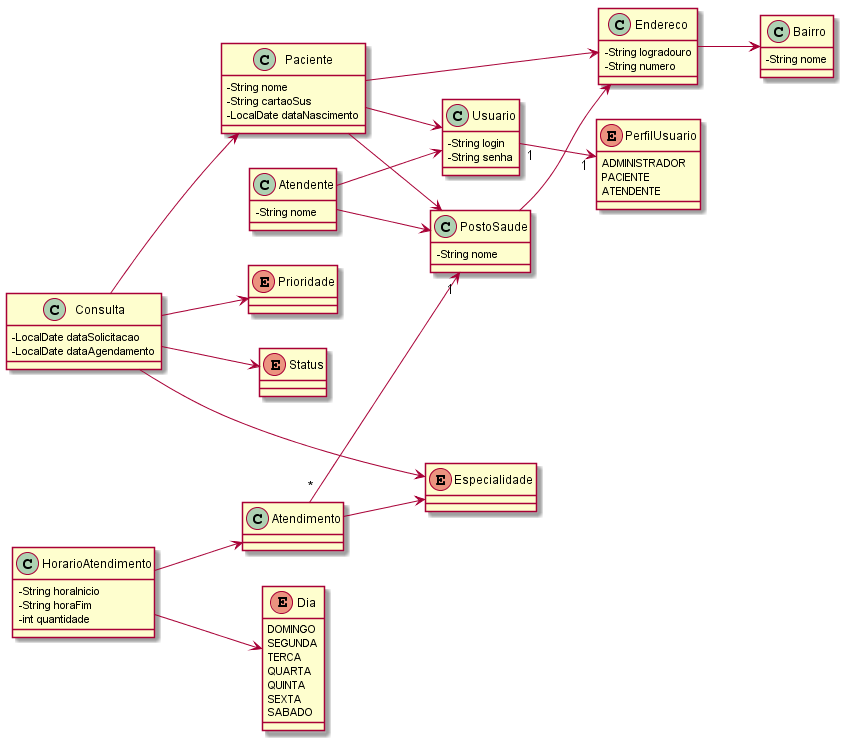 C Paciente
-String nome
-String cartaoSus
-LocalDate dataNascimento
C Endereco
-String logradouro
-String numero
C Bairro
-String nome
C Usuario
-String login
-String senha
1
1
E PerfilUsuario
ADMINISTRADOR
PACIENTE
ATENDENTE
C Atendente
-String nome
C PostoSaude
-String nome
1
E Prioridade
C Consulta
-LocalDate dataSolicitacao
-LocalDate dataAgendamento
E Status
E Especialidade
*
C Atendimento
C HorarioAtendimento
-String horaInicio
-String horaFim
-int quantidade
E Dia
DOMINGO
SEGUNDA
TERCA
QUARTA
QUINTA
SEXTA
SABADO